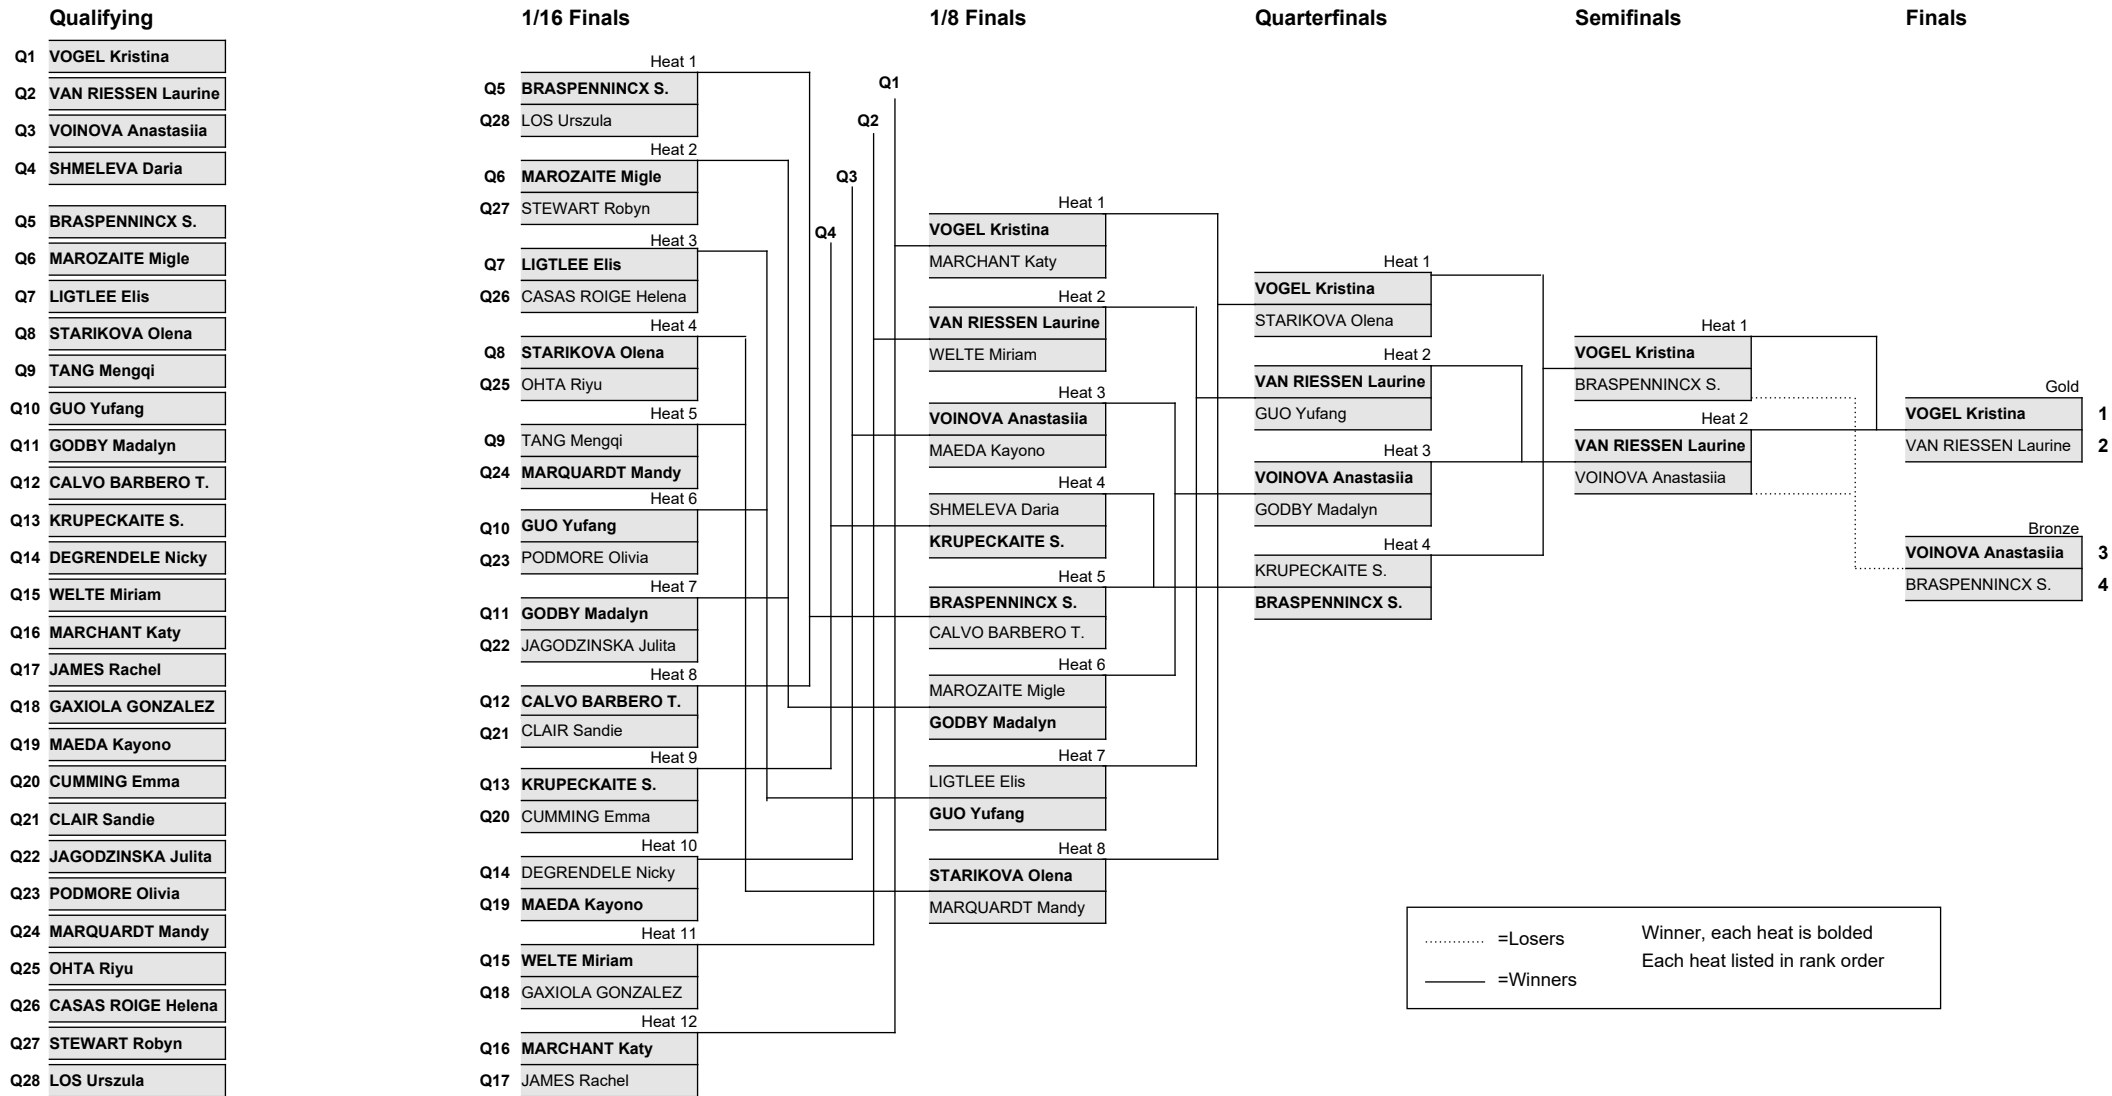 Qualifying
Q1 VOGEL Kristina
Q2 VAN RIESSEN Laurine
Q3 VOINOVA Anastasiia
Q4 SHMELEVA Daria
Q5 BRASPENNINCX S.
Q6 MAROZAITE Migle
Q7 LIGTLEE Elis
Q8 STARIKOVA Olena
Q9 TANG Mengqi
Q10 GUO Yufang
Q11 GODBY Madalyn
Q12 CALVO BARBERO T.
Q13 KRUPECKAITE S.
Q14 DEGRENDELE Nicky
Q15 WELTE Miriam
Q16 MARCHANT Katy
Q17 JAMES Rachel
Q18 GAXIOLA GONZALEZ
Q19 MAEDA Kayono
Q20 CUMMING Emma
Q21 CLAIR Sandie
Q22 JAGODZINSKA Julita
Q23 PODMORE Olivia
Q24 MARQUARDT Mandy
Q25 OHTA Riyu
Q26 CASAS ROIGE Helena
Q27 STEWART Robyn
Q28 LOS Urszula
1/16 Finals
Heat 1
Q5 BRASPENNINCX S.
Q28 LOS Urszula
Heat 2
Q6 MAROZAITE Migle
Q27 STEWART Robyn
Heat 3
Q7 LIGTLEE Elis
Q26 CASAS ROIGE Helena
Heat 4
Q8 STARIKOVA Olena
Q25 OHTA Riyu
Heat 5
Q9 TANG Mengqi
Q24 MARQUARDT Mandy
Heat 6
Q10 GUO Yufang
Q23 PODMORE Olivia
Heat 7
Q11 GODBY Madalyn
Q22 JAGODZINSKA Julita
Heat 8
Q12 CALVO BARBERO T.
Q21 CLAIR Sandie
Heat 9
Q13 KRUPECKAITE S.
Q20 CUMMING Emma
Heat 10
Q14 DEGRENDELE Nicky
Q19 MAEDA Kayono
Heat 11
Q15 WELTE Miriam
Q18 GAXIOLA GONZALEZ
Heat 12
Q16 MARCHANT Katy
Q17 JAMES Rachel
1/8 Finals
Q1
Q2
Q3
Q4
Heat 1
VOGEL Kristina
MARCHANT Katy
Heat 2
VAN RIESSEN Laurine
WELTE Miriam
Heat 3
VOINOVA Anastasiia
MAEDA Kayono
Heat 4
SHMELEVA Daria
KRUPECKAITE S.
Heat 5
BRASPENNINCX S.
CALVO BARBERO T.
Heat 6
MAROZAITE Migle
GODBY Madalyn
Heat 7
LIGTLEE Elis
GUO Yufang
Heat 8
STARIKOVA Olena
MARQUARDT Mandy
Quarterfinals
Heat 1
VOGEL Kristina
STARIKOVA Olena
Heat 2
VAN RIESSEN Laurine
GUO Yufang
Heat 3
VOINOVA Anastasiia
GODBY Madalyn
Heat 4
KRUPECKAITE S.
BRASPENNINCX S.
Semifinals
Heat 1
VOGEL Kristina
BRASPENNINCX S.
Heat 2
VAN RIESSEN Laurine
VOINOVA Anastasiia
Finals
Gold
VOGEL Kristina 1
VAN RIESSEN Laurine 2
Bronze
VOINOVA Anastasiia 3
BRASPENNINCX S. 4
=Losers
=Winners
Winner, each heat is bolded
Each heat listed in rank order